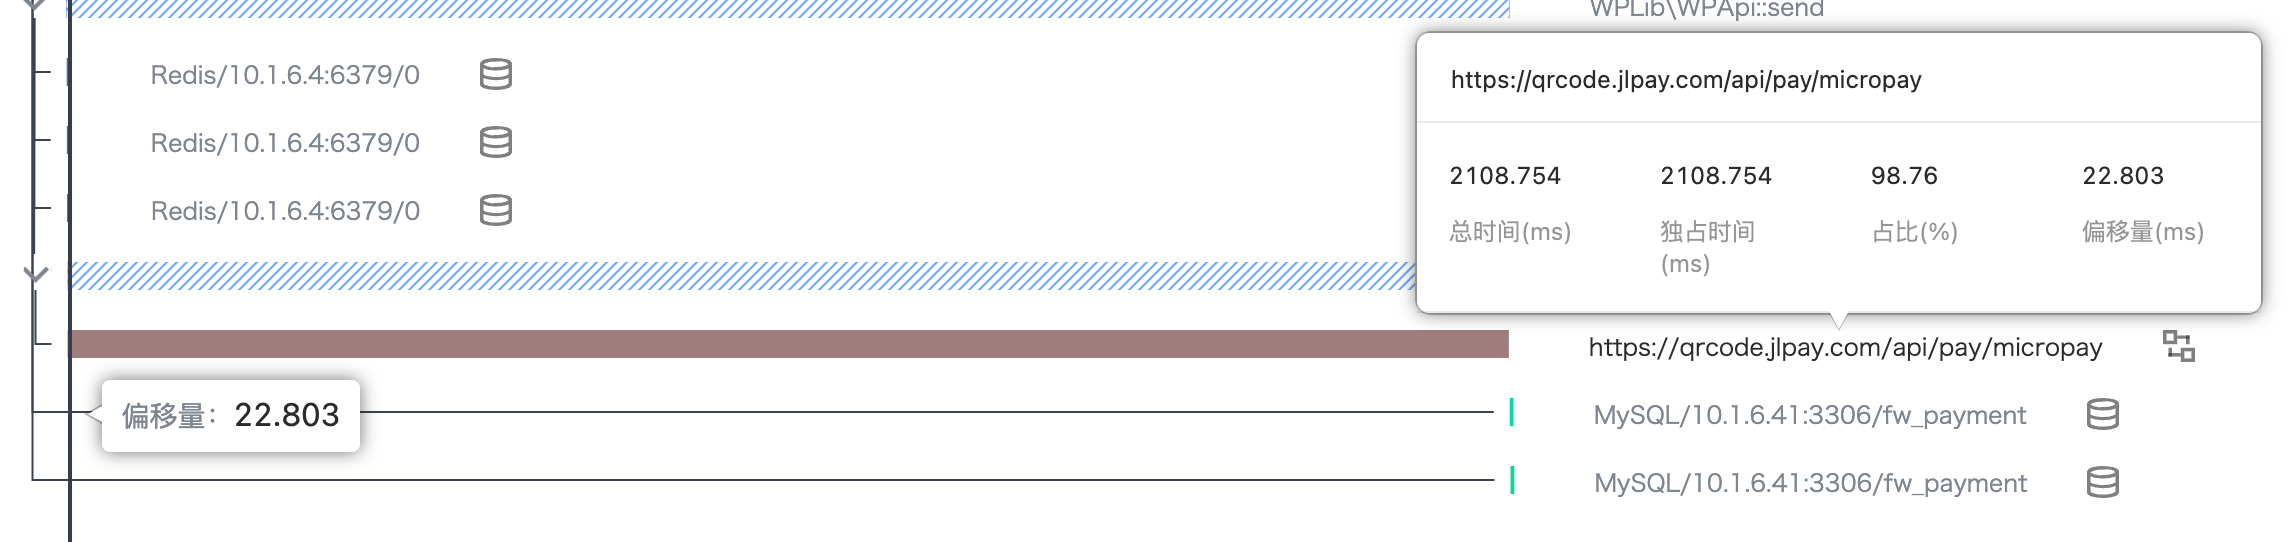 WPLib\WPApi::send
Redis/10.1.6.4:6379/0
https://qrcode.jlpay.com/api/pay/micropay
Redis/10.1.6.4:6379/0
2108.754 2108.754 98.76 22.803
Redis/10.1.6.4:6379/0
总时间(ms) 独占时间(ms) 占比(%) 偏移量(ms)
https://qrcode.jlpay.com/api/pay/micropay
偏移量： 22.803
MySQL/10.1.6.41:3306/fw_payment
MySQL/10.1.6.41:3306/fw_payment